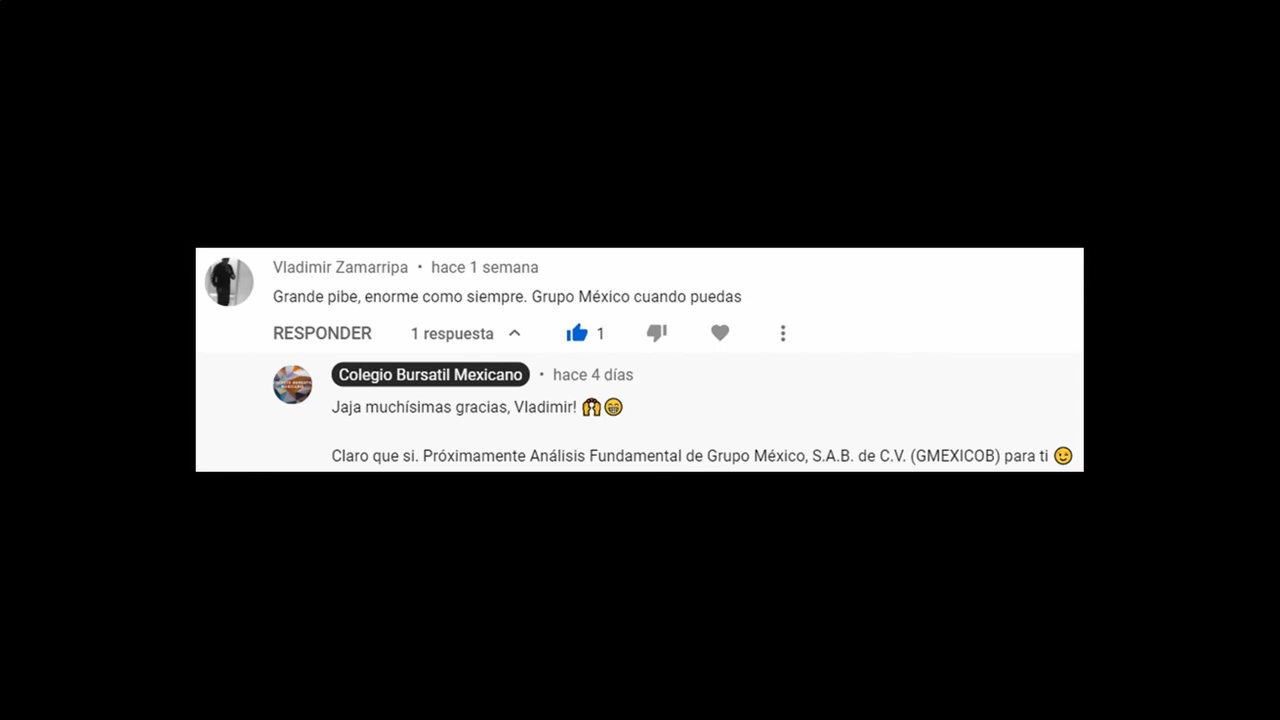 Vladimir Zamarripa • hace 1 semana
Grande pibe, enorme como siempre. Grupo México cuando puedas
RESPONDER 1 respuesta 1
Colegio Bursatil Mexicano • hace 4 días
Jaja muchísimas gracias, Vladimir! 🙌😁
Claro que si. Próximamente Análisis Fundamental de Grupo México, S.A.B. de C.V. (GMEXICOB) para ti 😉